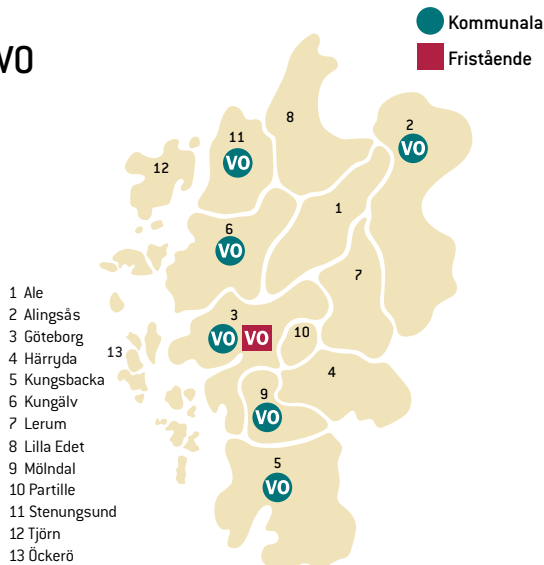 VO
Kommunala
Fristående
8
2
VO
11
VO
12
1
6
VO
7
3
VO VO
10
13
4
9
VO
5
VO
1 Ale
2 Alingsås
3 Göteborg
4 Härryda
5 Kungsbacka
6 Kungälv
7 Lerum
8 Lilla Edet
9 Mölndal
10 Partille
11 Stenungsund
12 Tjörn
13 Öckerö